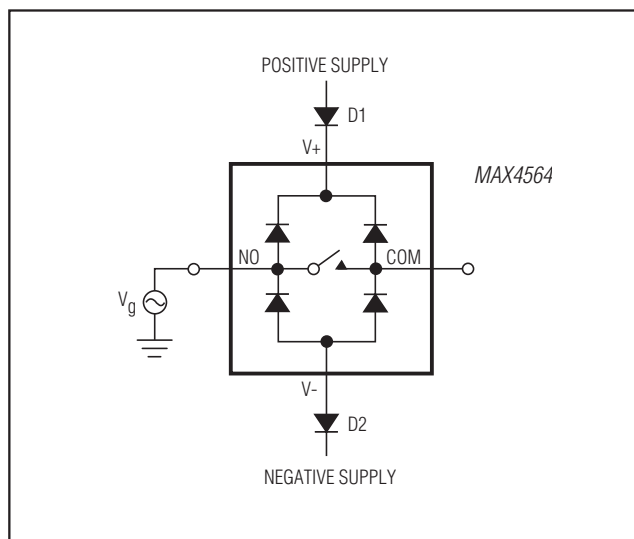 POSITIVE SUPPLY
D1
V+
MAX4564
NO
COM
Vg
V-
D2
NEGATIVE SUPPLY